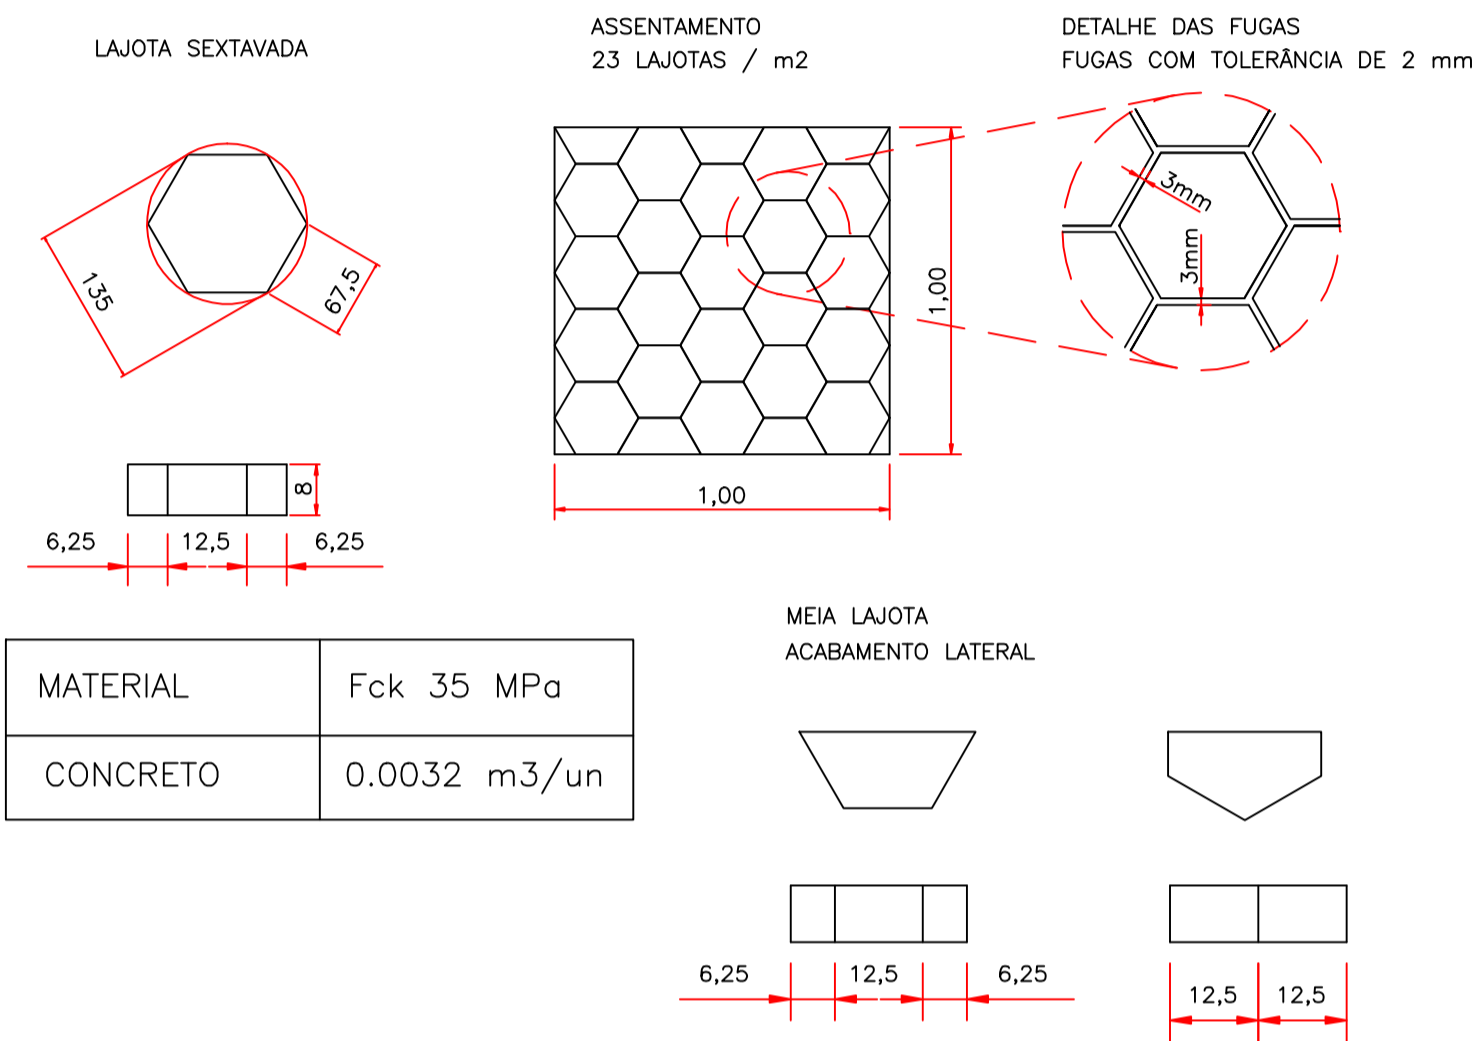 LAJOTA SEXTAVADA
ASSENTAMENTO
23 LAJOTAS / m2
DETALHE DAS FUGAS
FUGAS COM TOLERÂNCIA DE 2 mm
135
67,5
3mm
3mm
1,00
1,00
8
6,25 12,5 6,25
MATERIAL Fck 35 MPa
CONCRETO 0.0032 m3/un
MEIA LAJOTA
ACABAMENTO LATERAL
6,25 12,5 6,25
12,5 12,5